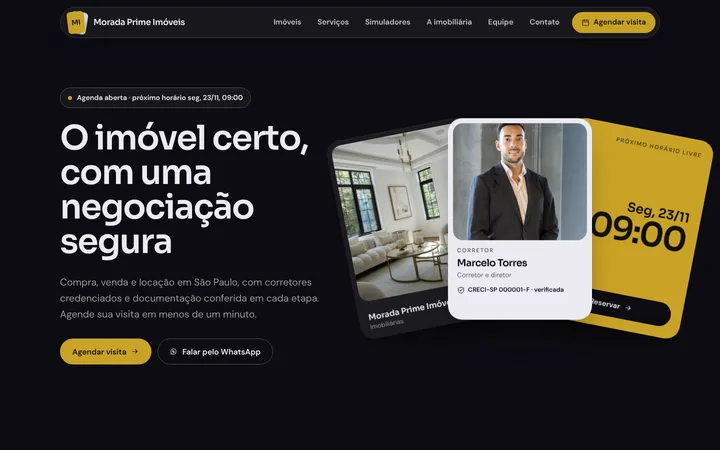 MI
Morada Prime Imóveis
Imóveis
Serviços
Simuladores
A imobiliária
Equipe
Contato
Agendar visita
Agenda aberta · próximo horário seg, 23/11, 09:00
O imóvel certo,
com uma
negociação
segura
Compra, venda e locação em São Paulo, com corretores
credenciados e documentação conferida em cada etapa.
Agende sua visita em menos de um minuto.
Agendar visita →
Falar pelo WhatsApp
Morada Prime Imóv
Imobiliárias
CORRETOR
Marcelo Torres
Corretor e diretor
CRECI-SP 000001-F · verificada
PRÓXIMO HORÁRIO LIVRE
Seg, 23/11
09:00
Reservar →